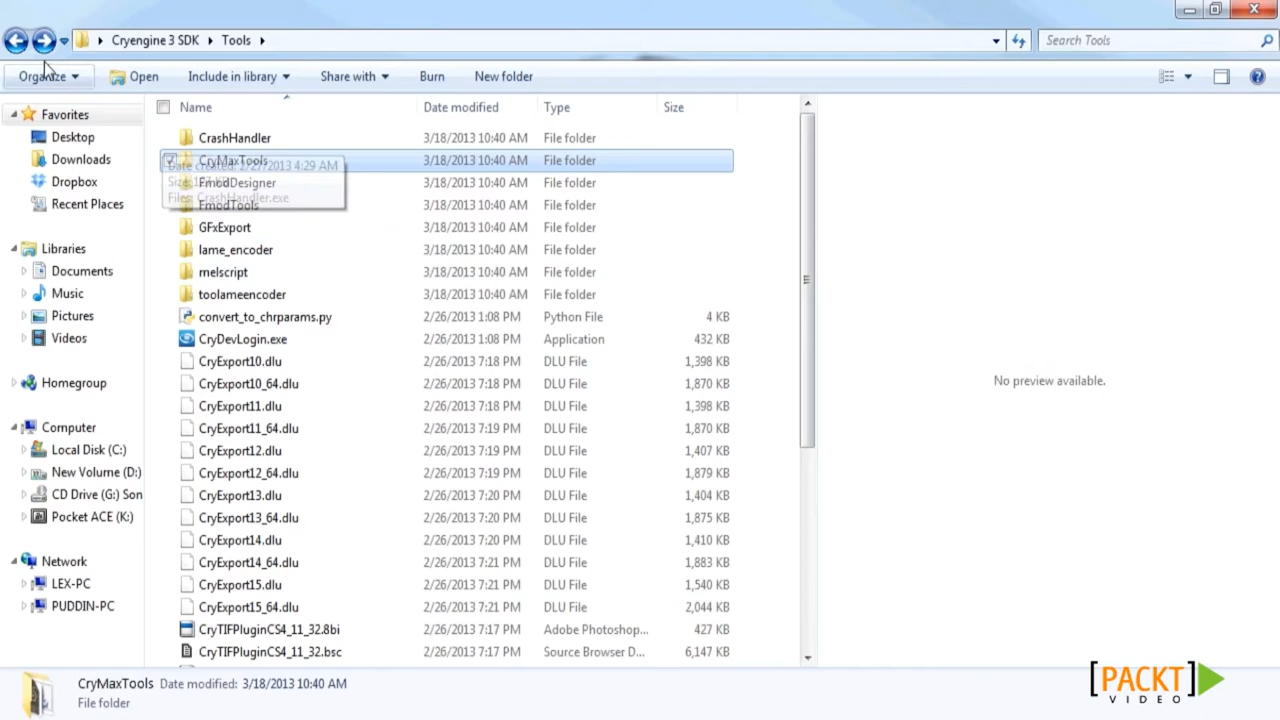 Cryengine 3 SDK Tools
Search Tools
Organize Open Include in library Share with Burn New folder
Name Date modified Type Size
Favorites
Desktop
Downloads
Dropbox
Recent Places
Libraries
Documents
Music
Pictures
Videos
Homegroup
Computer
Local Disk (C:)
New Volume (D:)
CD Drive (G:) Son
Pocket ACE (K:)
Network
LEX-PC
PUDDIN-PC
CrashHandler 3/18/2013 10:40 AM File folder
CryMaxTools 3/18/2013 10:40 AM File folder
Date created: 2/27/2013 4:29 AM
FmodDesigner 3/18/2013 10:40 AM File folder
Files: CrashHandler.exe
FmodTools 3/18/2013 10:40 AM File folder
GFxExport 3/18/2013 10:40 AM File folder
lame_encoder 3/18/2013 10:40 AM File folder
melscript 3/18/2013 10:40 AM File folder
toolameencoder 3/18/2013 10:40 AM File folder
convert_to_chrparams.py 2/26/2013 1:08 PM Python File 4 KB
CryDevLogin.exe 2/26/2013 1:08 PM Application 432 KB
CryExport10.dlu 2/26/2013 7:18 PM DLU File 1,398 KB
CryExport10_64.dlu 2/26/2013 7:18 PM DLU File 1,870 KB
CryExport11.dlu 2/26/2013 7:18 PM DLU File 1,398 KB
CryExport11_64.dlu 2/26/2013 7:19 PM DLU File 1,870 KB
CryExport12.dlu 2/26/2013 7:19 PM DLU File 1,407 KB
CryExport12_64.dlu 2/26/2013 7:19 PM DLU File 1,879 KB
CryExport13.dlu 2/26/2013 7:20 PM DLU File 1,404 KB
CryExport13_64.dlu 2/26/2013 7:20 PM DLU File 1,875 KB
CryExport14.dlu 2/26/2013 7:20 PM DLU File 1,410 KB
CryExport14_64.dlu 2/26/2013 7:21 PM DLU File 1,883 KB
CryExport15.dlu 2/26/2013 7:21 PM DLU File 1,540 KB
CryExport15_64.dlu 2/26/2013 7:21 PM DLU File 2,044 KB
CryTIFPluginCS4_11_32.8bi 2/26/2013 7:17 PM Adobe Photoshop... 427 KB
CryTIFPluginCS4_11_32.bsc 2/26/2013 7:17 PM Source Browser D... 6,147 KB
No preview available.
CryMaxTools Date modified: 3/18/2013 10:40 AM
File folder
[PACKT]
VIDEO